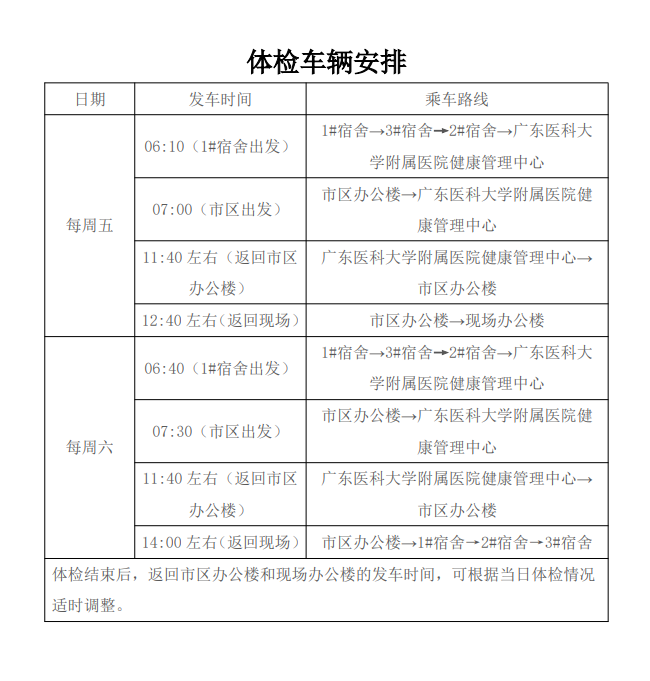 体检车辆安排
日期 发车时间 乘车路线
每周五
06:10（1#宿舍出发）
1#宿舍→3#宿舍→2#宿舍→广东医科大
学附属医院健康管理中心
07:00（市区出发）
市区办公楼→广东医科大学附属医院健
康管理中心
11:40 左右（返回市区
办公楼）
广东医科大学附属医院健康管理中心→
市区办公楼
12:40 左右（返回现场）
市区办公楼→现场办公楼
每周六
06:40（1#宿舍出发）
1#宿舍→3#宿舍→2#宿舍→广东医科大
学附属医院健康管理中心
07:30（市区出发）
市区办公楼→广东医科大学附属医院健
康管理中心
11:40 左右（返回市区
办公楼）
广东医科大学附属医院健康管理中心→
市区办公楼
14:00 左右（返回现场）
市区办公楼→1#宿舍→2#宿舍→3#宿舍
体检结束后，返回市区办公楼和现场办公楼的发车时间，可根据当日体检情况
适时调整。